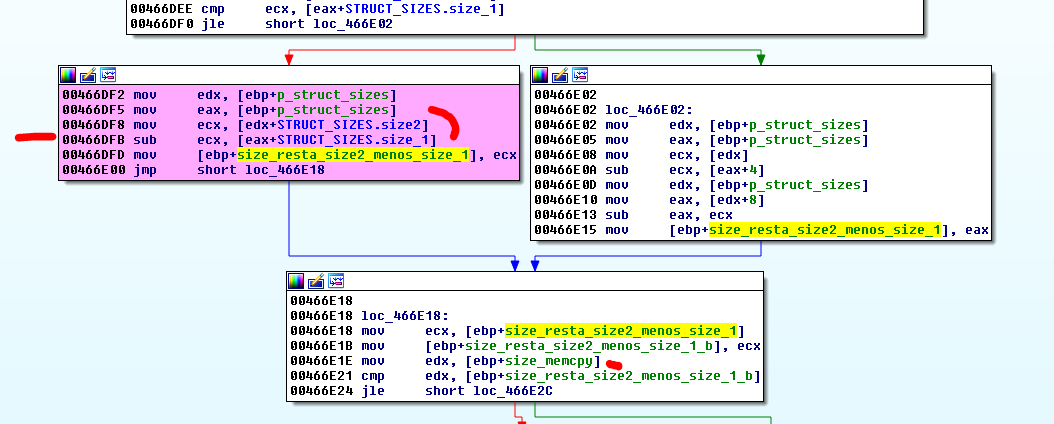 00466DEE cmp ecx, [eax+STRUCT_SIZES.size_1]
00466DF0 jle short loc_466E02
00466DF2 mov edx, [ebp+p_struct_sizes]
00466DF5 mov eax, [ebp+p_struct_sizes]
00466DF8 mov ecx, [edx+STRUCT_SIZES.size2]
00466DFB sub ecx, [eax+STRUCT_SIZES.size_1]
00466DFD mov [ebp+size_resta_size2_menos_size_1], ecx
00466E00 jmp short loc_466E18
00466E02
00466E02 loc_466E02:
00466E02 mov edx, [ebp+p_struct_sizes]
00466E05 mov eax, [ebp+p_struct_sizes]
00466E08 mov ecx, [edx]
00466E0A sub ecx, [eax+4]
00466E0D mov edx, [ebp+p_struct_sizes]
00466E10 mov eax, [edx+8]
00466E13 sub eax, ecx
00466E15 mov [ebp+size_resta_size2_menos_size_1], eax
00466E18
00466E18 loc_466E18:
00466E18 mov ecx, [ebp+size_resta_size2_menos_size_1]
00466E1B mov [ebp+size_resta_size2_menos_size_1_b], ecx
00466E1E mov edx, [ebp+size_memcpy]
00466E21 cmp edx, [ebp+size_resta_size2_menos_size_1_b]
00466E24 jle short loc_466E2C